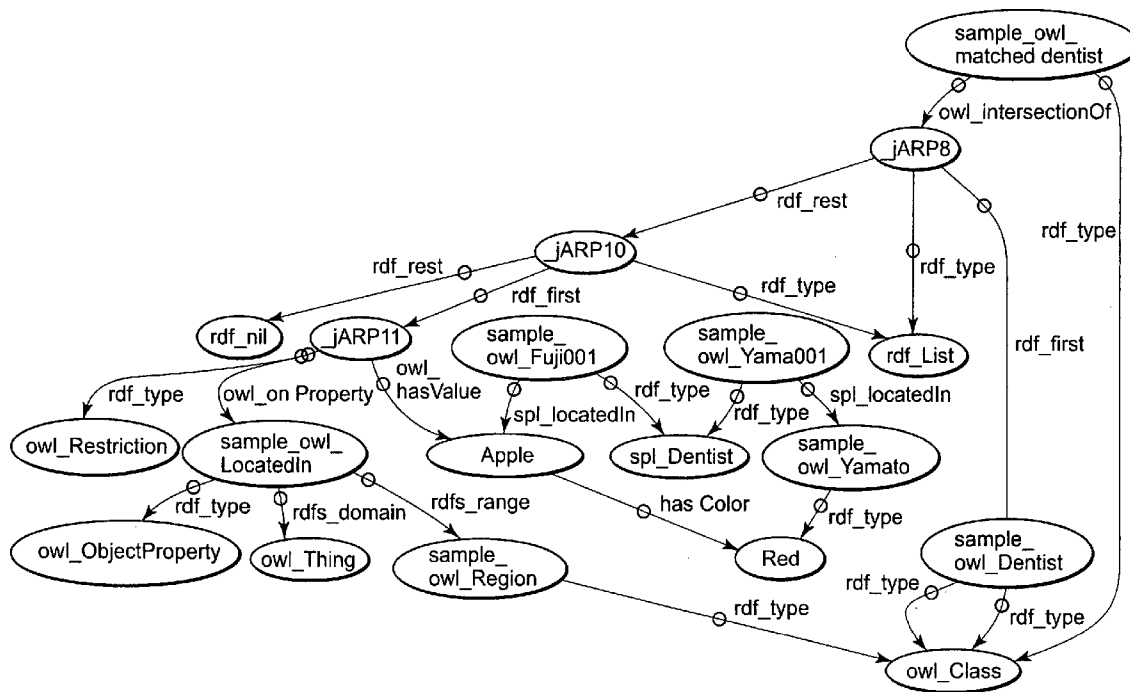 sample_owl_
matched dentist
owl_intersectionOf
_jARP8
rdf_rest
rdf_type
_jARP10
rdf_type
rdf_rest
rdf_first
rdf_type
rdf_nil
_jARP11
sample_
owl_Fuji001
sample_
owl_Yama001
rdf_List
rdf_first
owl_
hasValue
rdf_type
owl_on Property
rdf_type
rdf_type
spl_locatedIn
spl_locatedIn
owl_Restriction
sample_owl_
LocatedIn
Apple
spl_Dentist
sample_
owl_Yamato
rdf_type
rdfs_domain
rdfs_range
has Color
rdf_type
owl_ObjectProperty
owl_Thing
sample_
owl_Region
Red
sample_
owl_Dentist
rdf_type
rdf_type
rdf_type
owl_Class